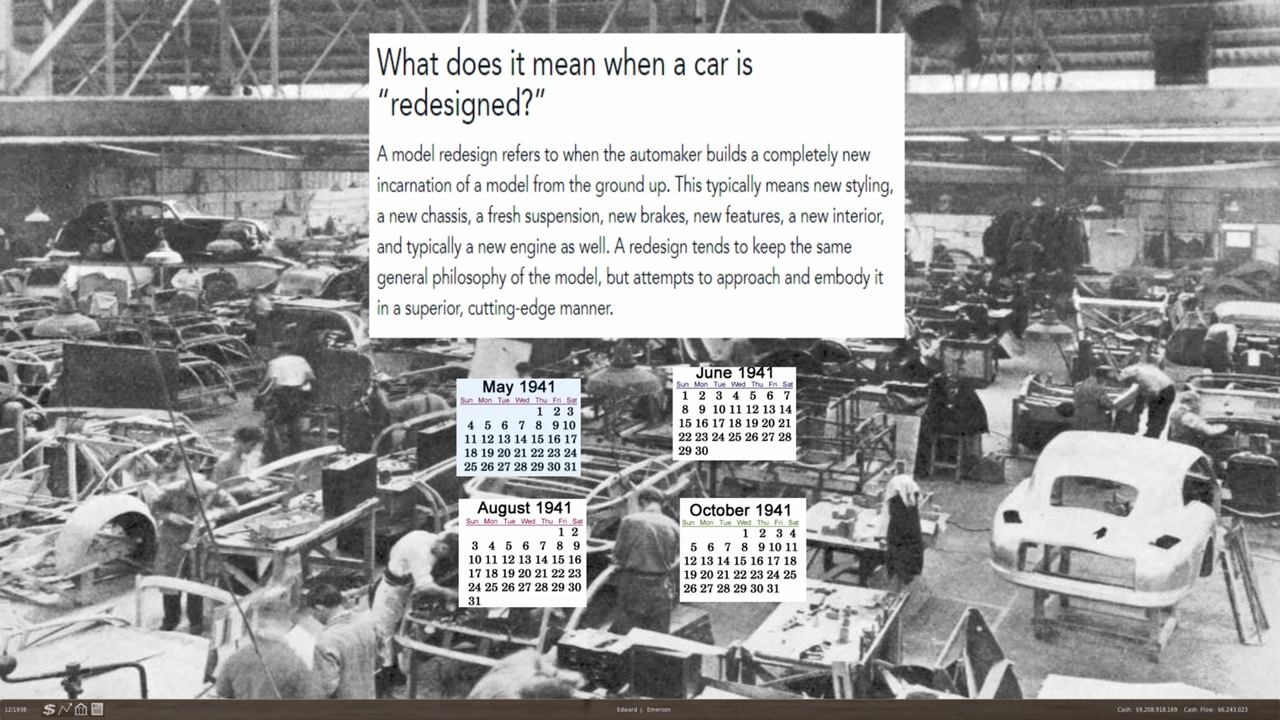 What does it mean when a car is
“redesigned?”
A model redesign refers to when the automaker builds a completely new
incarnation of a model from the ground up. This typically means new styling,
a new chassis, a fresh suspension, new brakes, new features, a new interior,
and typically a new engine as well. A redesign tends to keep the same
general philosophy of the model, but attempts to approach and embody it
in a superior, cutting-edge manner.
May 1941
Sun Mon Tue Wed Thu Fri Sat
1 2 3
4 5 6 7 8 9 10
11 12 13 14 15 16 17
18 19 20 21 22 23 24
25 26 27 28 29 30 31
June 1941
Sun Mon Tue Wed Thu Fri Sat
1 2 3 4 5 6 7
8 9 10 11 12 13 14
15 16 17 18 19 20 21
22 23 24 25 26 27 28
29 30
August 1941
Sun Mon Tue Wed Thu Fri Sat
1 2
3 4 5 6 7 8 9
10 11 12 13 14 15 16
17 18 19 20 21 22 23
24 25 26 27 28 29 30
31
October 1941
Sun Mon Tue Wed Thu Fri Sat
1 2 3 4
5 6 7 8 9 10 11
12 13 14 15 16 17 18
19 20 21 22 23 24 25
26 27 28 29 30 31
12/1938
Edward J. Emerson
Cash: $9,208,918,169 Cash Flow: $6,243,023